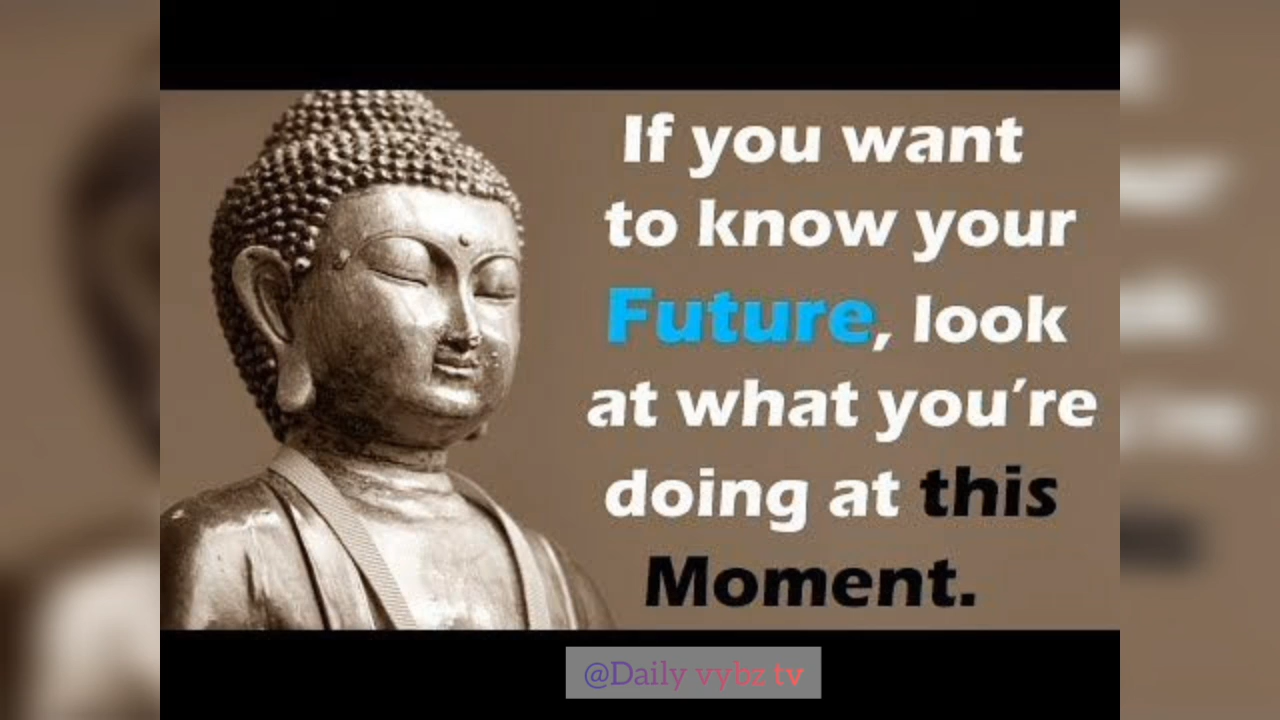 If you want
to know your
Future, look
at what you're
doing at this
Moment.
@Daily vybz tv